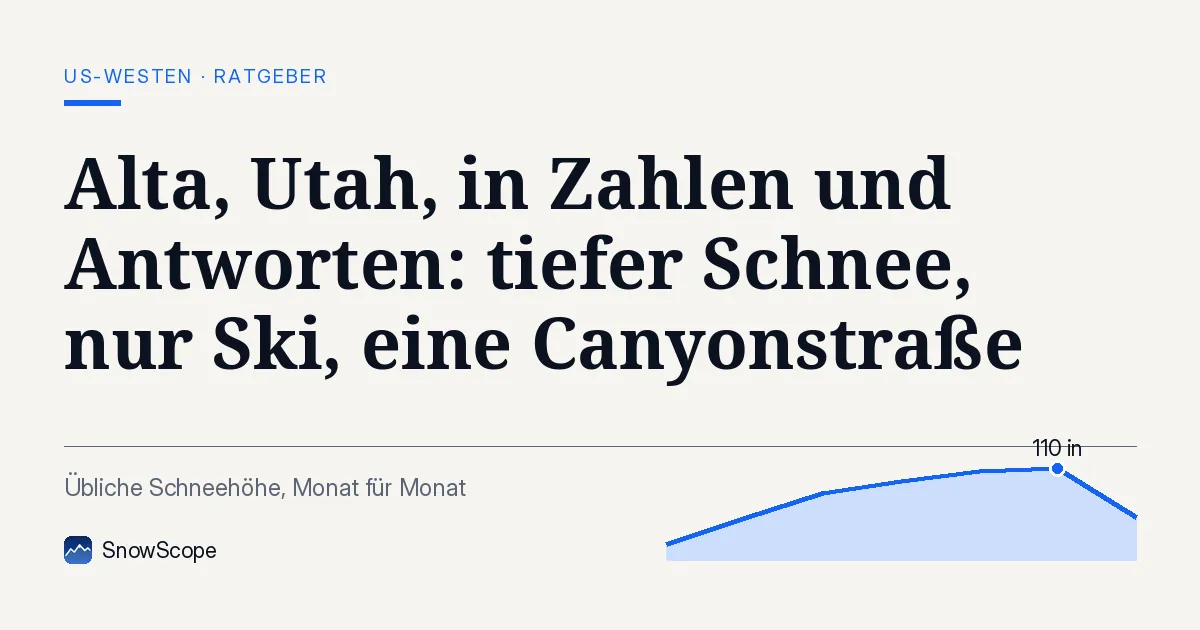 US-WESTEN · RATGEBER
Alta, Utah, in Zahlen und
Antworten: tiefer Schnee,
nur Ski, eine Canyonstraße
110 in
Übliche Schneehöhe, Monat für Monat
SnowScope